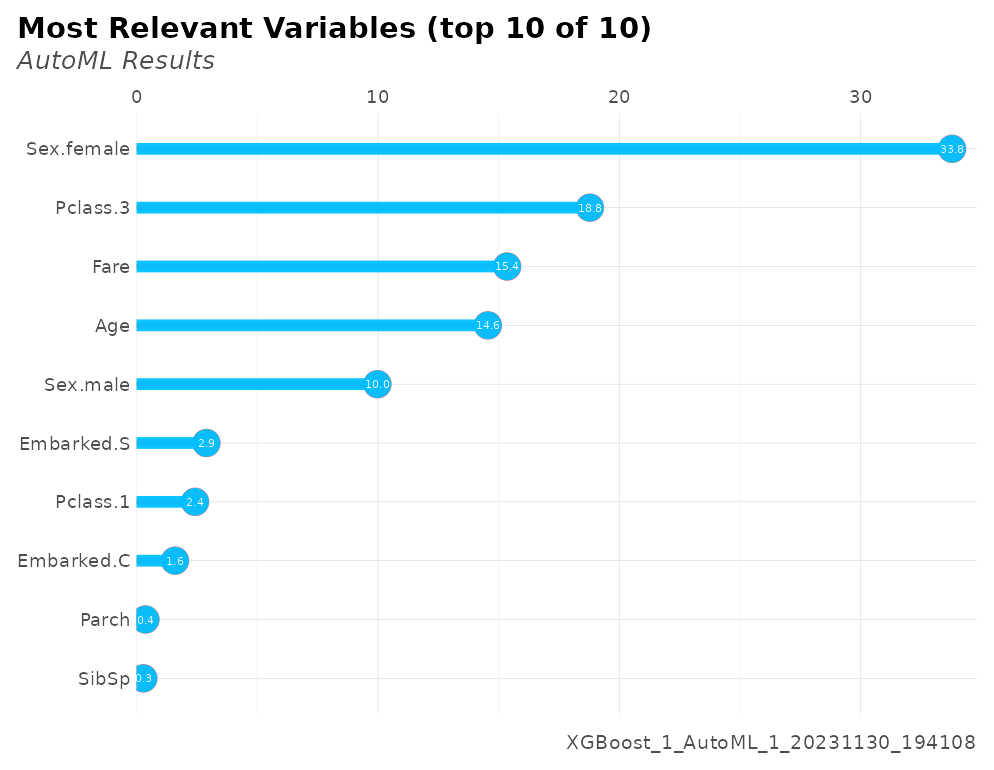 Most Relevant Variables (top 10 of 10)
AutoML Results
0 10 20 30
Sex.female 33.8
Pclass.3 18.8
Fare 15.4
Age 14.6
Sex.male 10.0
Embarked.S 2.9
Pclass.1 2.4
Embarked.C 1.6
Parch 0.4
SibSp 0.3
XGBoost_1_AutoML_1_20231130_194108